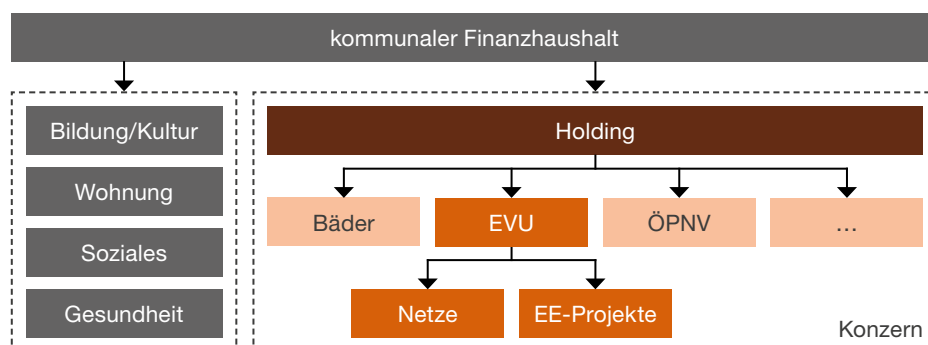 kommunaler Finanzhaushalt
Bildung/Kultur
Wohnung
Soziales
Gesundheit
Holding
Bäder
EVU
ÖPNV
…
Netze
EE-Projekte
Konzern